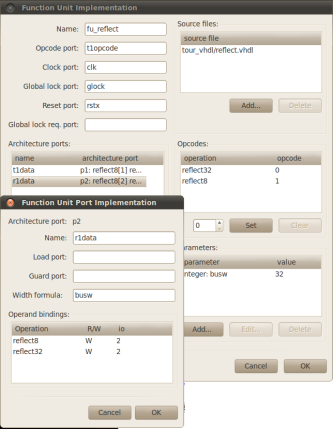 Function Unit Implementation
Name: fu_reflect
Opcode port: t1opcode
Clock port: clk
Global lock port: glock
Reset port: rstx
Global lock req. port:
Source files:
source file
tour_vhdl/reflect.vhdl
Add... Delete
Architecture ports:
name architecture port
t1data p1: reflect8[1] re...
r1data p2: reflect8[2] re...
Opcodes:
operation opcode
reflect32 0
reflect8 1
0 Set Clear
parameter value
busw 32
Add... Edit... Delete
Cancel OK
Function Unit Port Implementation
Architecture port: p2
Name: r1data
Load port:
Guard port:
Width formula: busw
Operand bindings:
Operation R/W io
reflect8 W 2
reflect32 W 2
Cancel OK